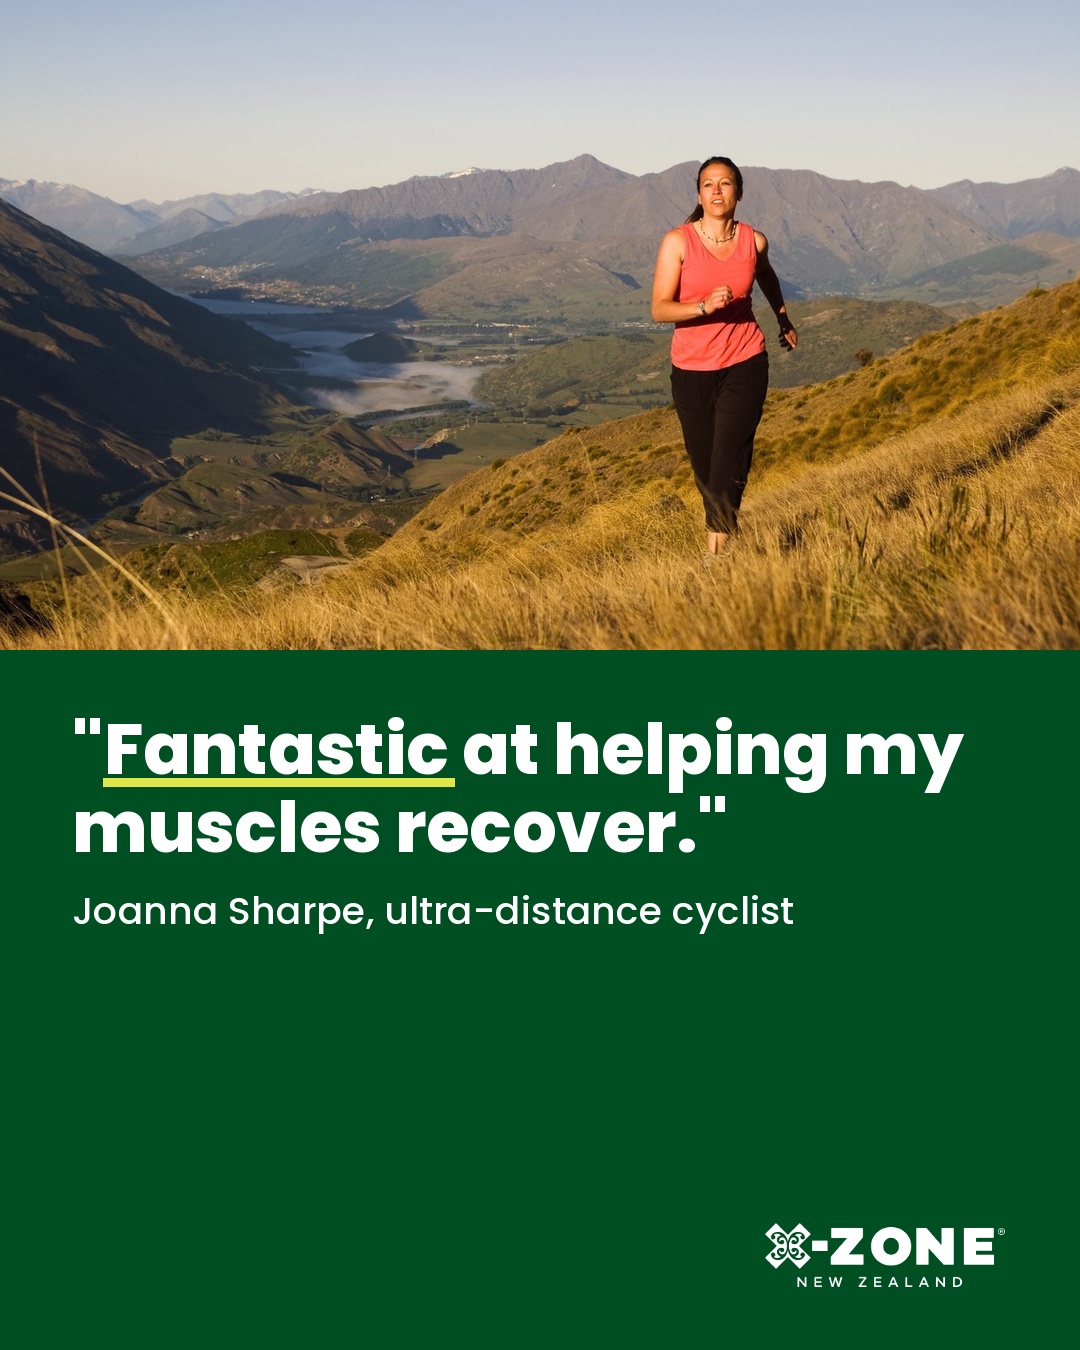 "Fantastic at helping my
muscles recover."
Joanna Sharpe, ultra-distance cyclist
X-ZONE®
NEW ZEALAND